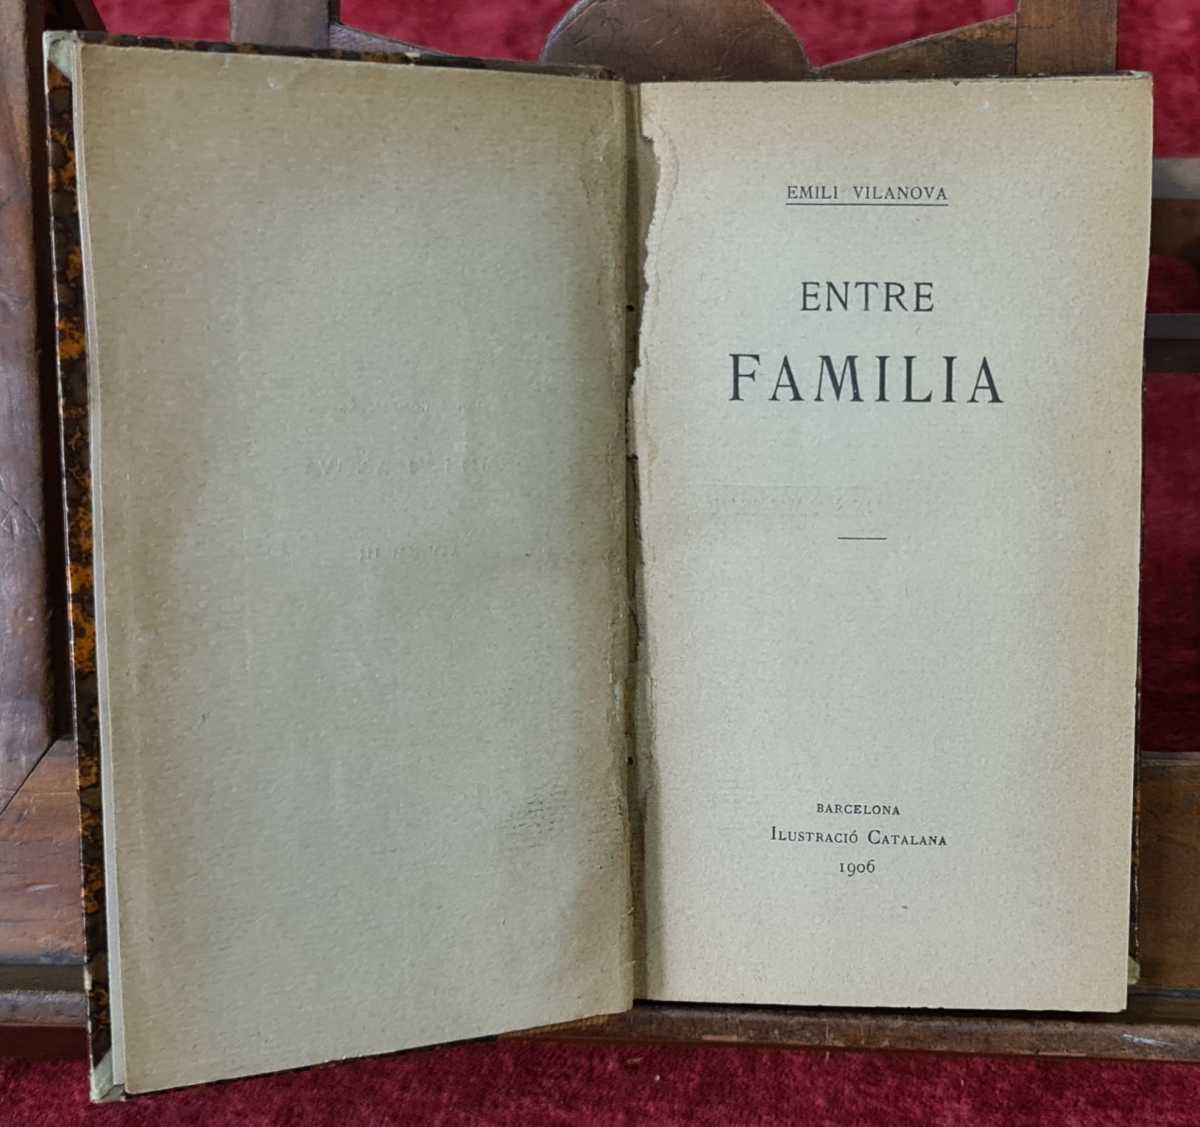 EMILI VILANOVA
ENTRE
FAMILIA
BARCELONA
ILUSTRACIÓ CATALANA
1906